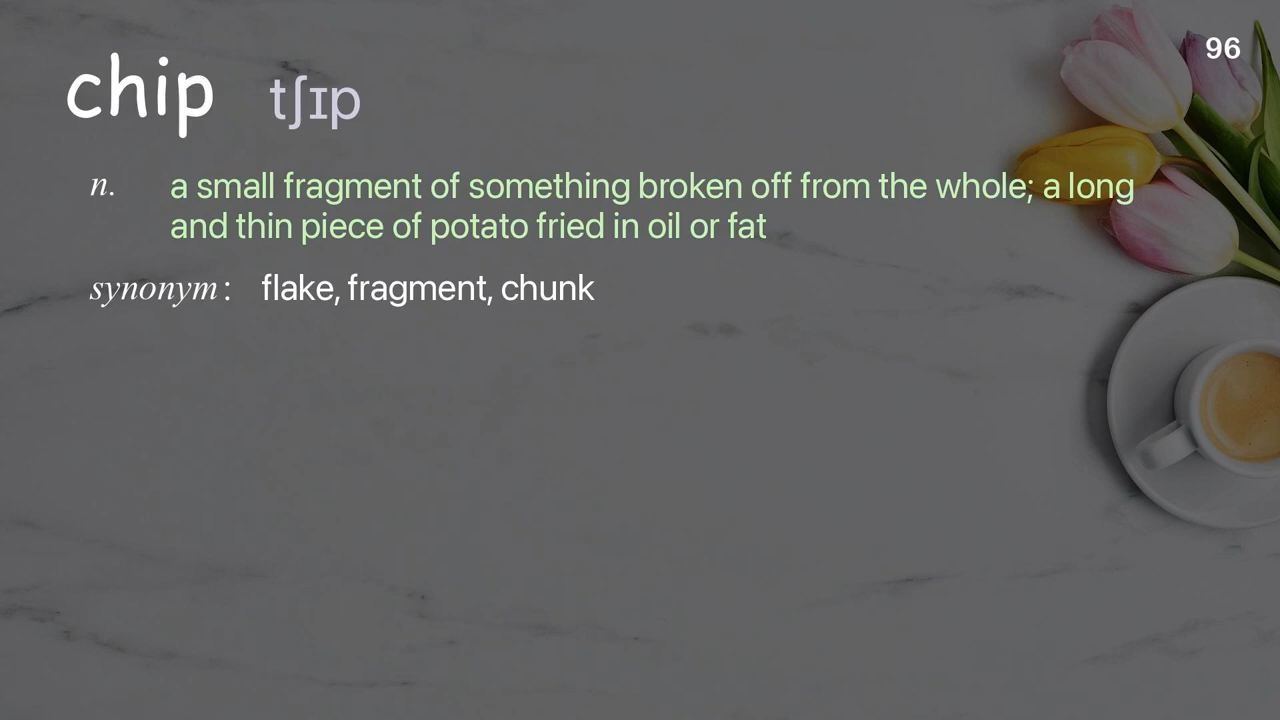 96
chip tʃɪp
n. a small fragment of something broken off from the whole; a long
and thin piece of potato fried in oil or fat
synonym: flake, fragment, chunk